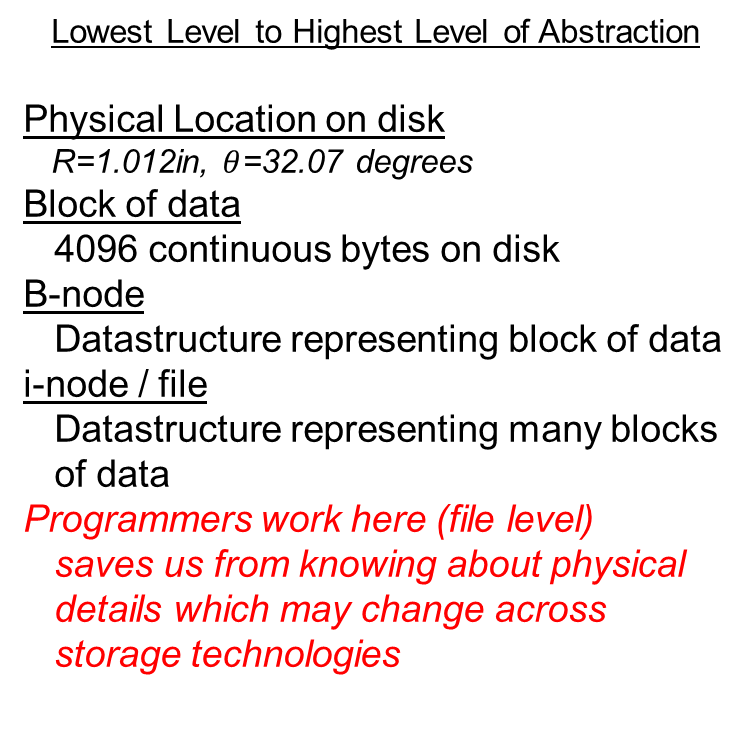 Lowest Level to Highest Level of Abstraction
Physical Location on disk
R=1.012in, θ=32.07 degrees
Block of data
4096 continuous bytes on disk
B-node
Datastructure representing block of data
i-node / file
Datastructure representing many blocks
of data
Programmers work here (file level)
saves us from knowing about physical
details which may change across
storage technologies